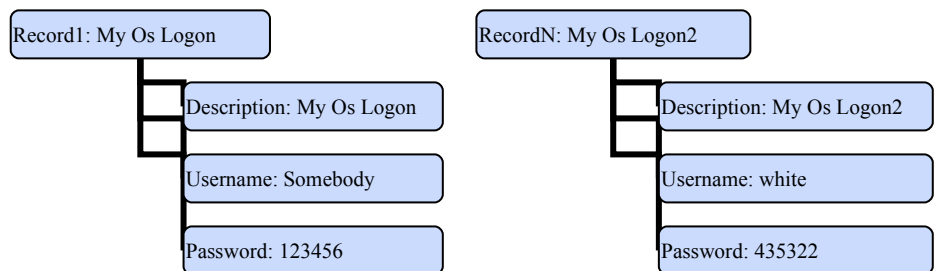 Record1: My Os Logon
Description: My Os Logon
Username: Somebody
Password: 123456
RecordN: My Os Logon2
Description: My Os Logon2
Username: white
Password: 435322